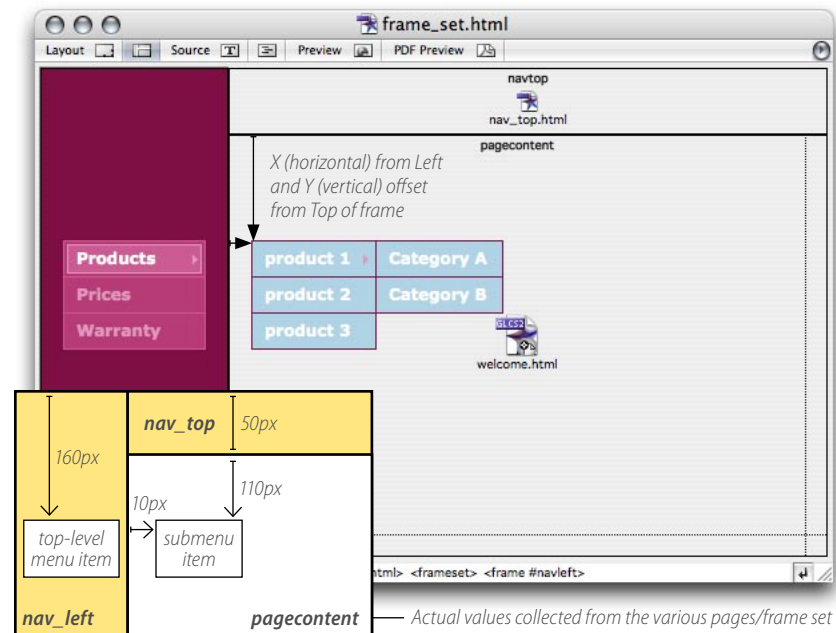 frame_set.html
Layout
Source
Preview
PDF Preview
navtop
nav_top.html
pagecontent
X (horizontal) from Left
and Y (vertical) offset
from Top of frame
Products
Prices
Warranty
product 1
Category A
product 2
Category B
product 3
GLCS2
welcome.html
nav_top
50px
160px
110px
10px
top-level
menu item
submenu
item
nav_left
pagecontent
<frameset> <frame #navleft>
Actual values collected from the various pages/frame set